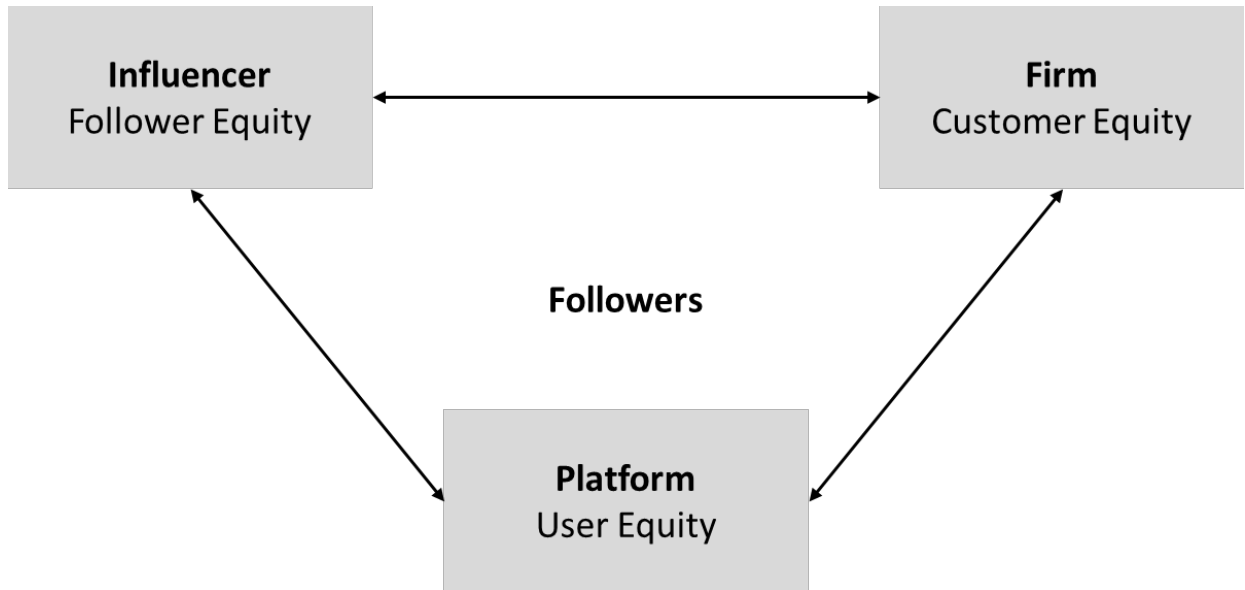 Influencer
Follower Equity
Firm
Customer Equity
Followers
Platform
User Equity